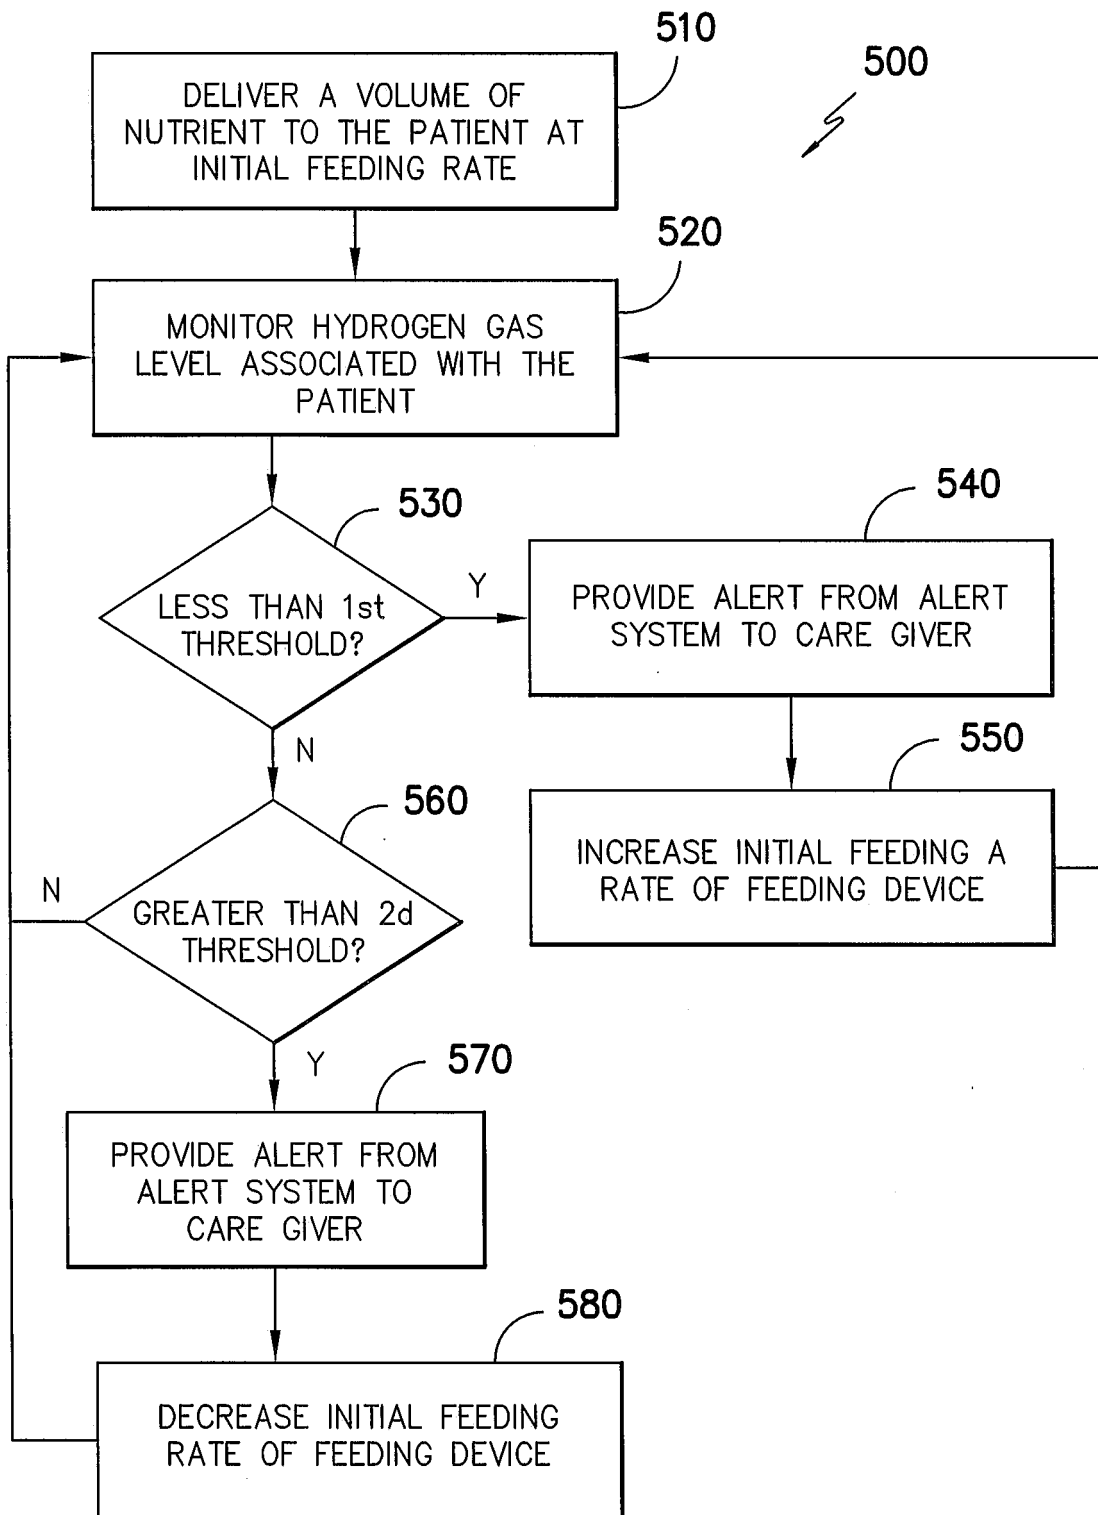 510
500
DELIVER A VOLUME OF
NUTRIENT TO THE PATIENT AT
INITIAL FEEDING RATE
520
MONITOR HYDROGEN GAS
LEVEL ASSOCIATED WITH THE
PATIENT
530
LESS THAN 1st
THRESHOLD?
Y
540
PROVIDE ALERT FROM ALERT
SYSTEM TO CARE GIVER
N
550
INCREASE INITIAL FEEDING A
RATE OF FEEDING DEVICE
560
GREATER THAN 2d
THRESHOLD?
N
Y
570
PROVIDE ALERT FROM
ALERT SYSTEM TO
CARE GIVER
580
DECREASE INITIAL FEEDING
RATE OF FEEDING DEVICE